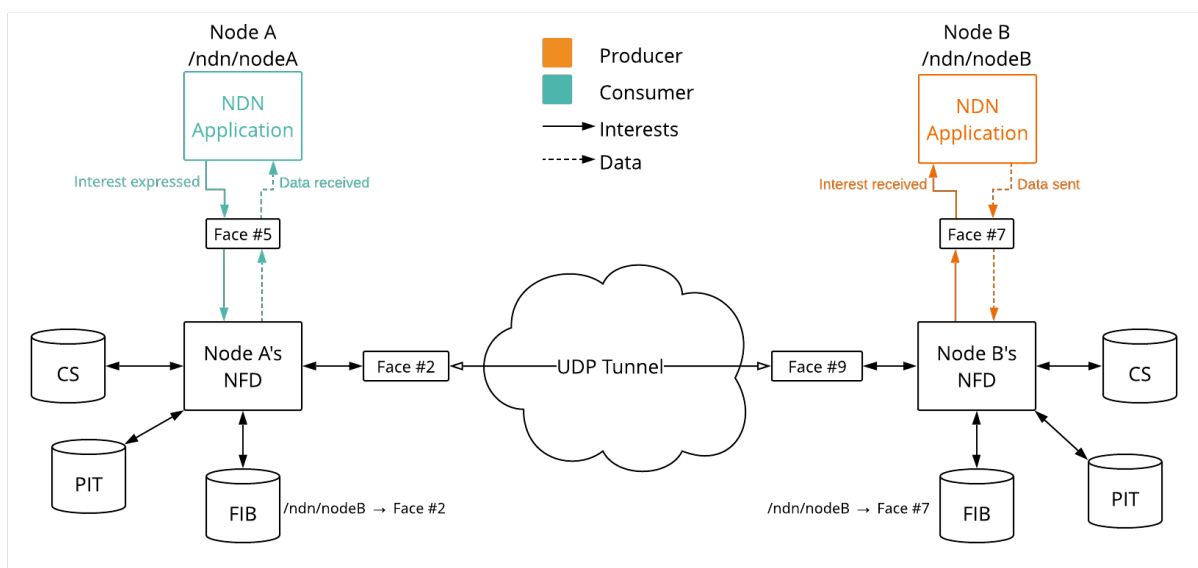 Node A
/ndn/nodeA
NDN
Application
Interest expressed
Data received
Face #5
Producer
Consumer
Interests
Data
Node B
/ndn/nodeB
NDN
Application
Interest received
Data sent
Face #7
CS
Node A's
NFD
Face #2
UDP Tunnel
Face #9
Node B's
NFD
CS
PIT
FIB
/ndn/nodeB → Face #2
/ndn/nodeB → Face #7
FIB
PIT